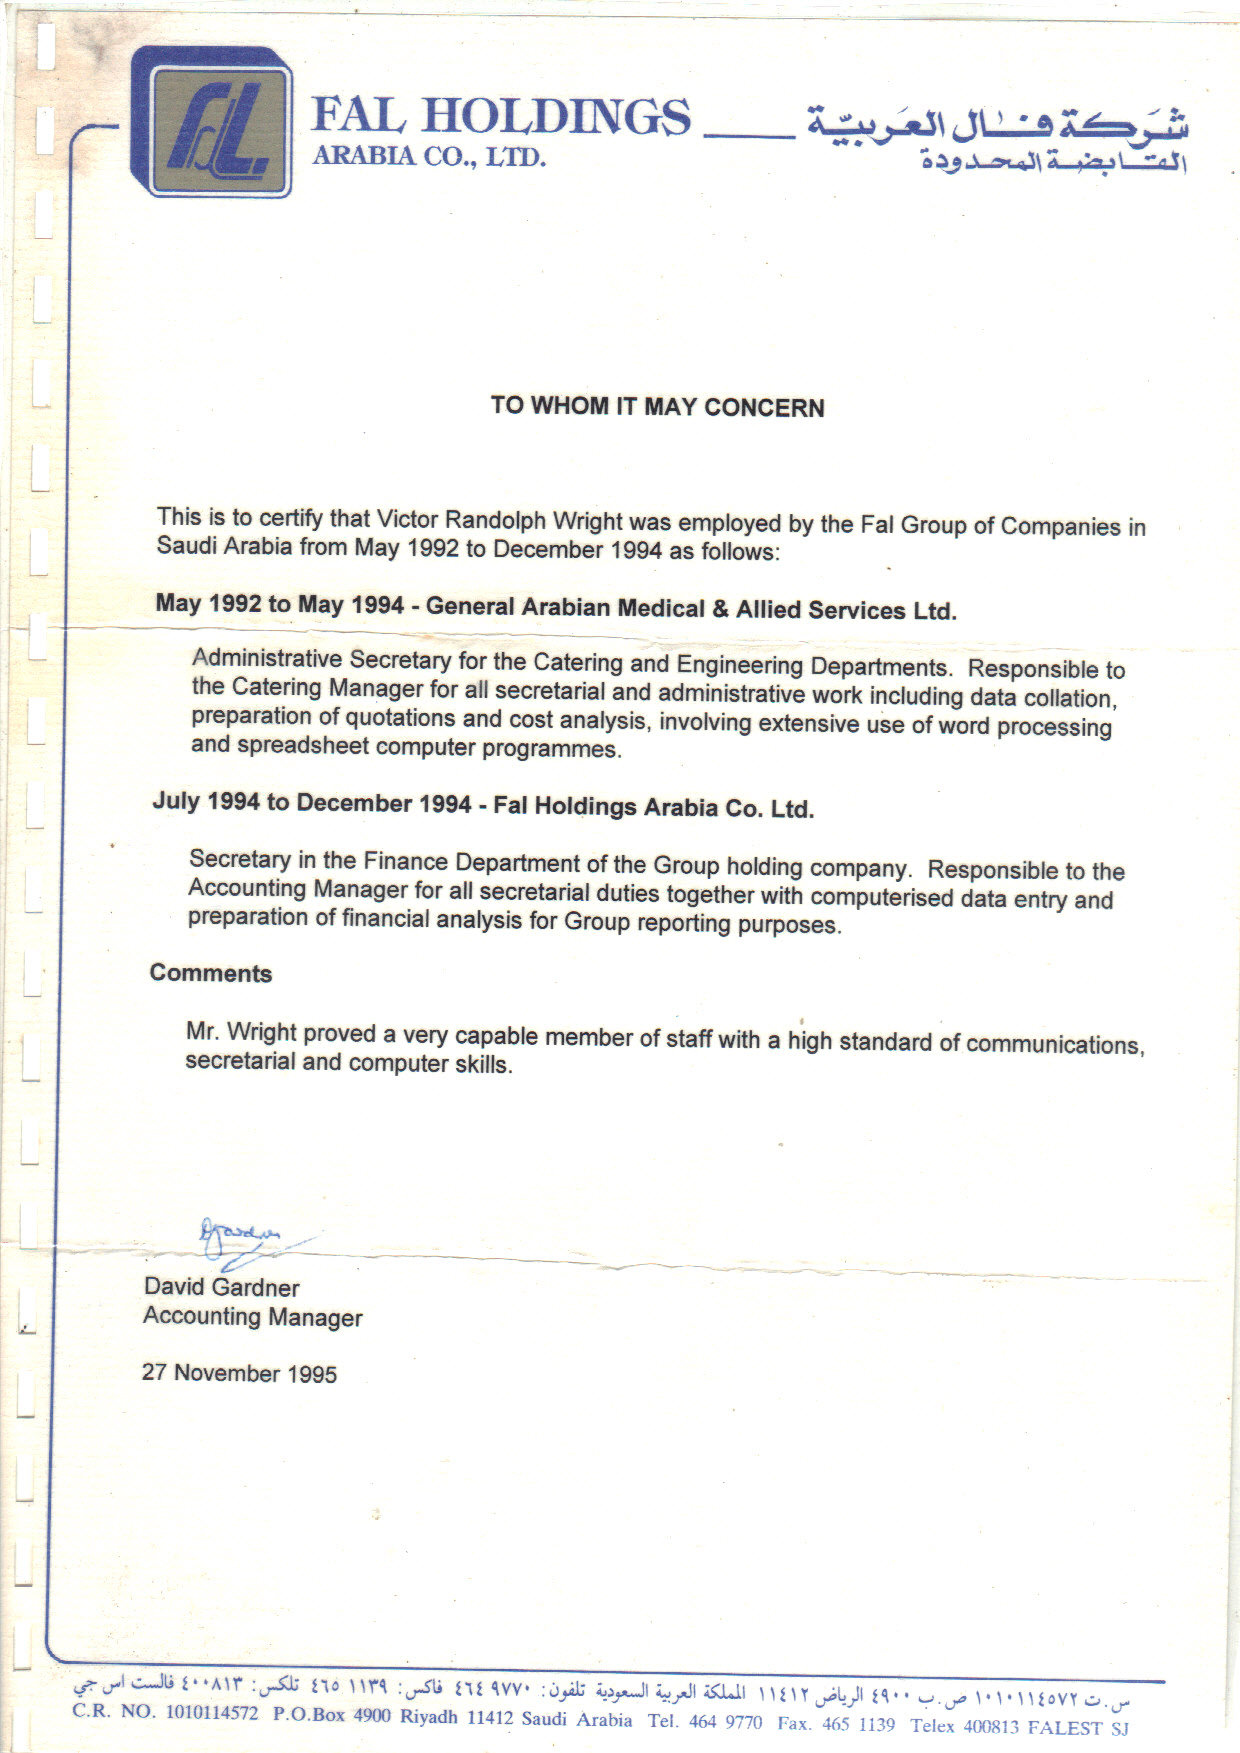 FAL
FAL HOLDINGS
ARABIA CO., LTD.
شركة فال العربية
القابضة المحدودة
TO WHOM IT MAY CONCERN
This is to certify that Victor Randolph Wright was employed by the Fal Group of Companies in
Saudi Arabia from May 1992 to December 1994 as follows:
May 1992 to May 1994 - General Arabian Medical & Allied Services Ltd.
Administrative Secretary for the Catering and Engineering Departments. Responsible to
the Catering Manager for all secretarial and administrative work including data collation,
preparation of quotations and cost analysis, involving extensive use of word processing
and spreadsheet computer programmes.
July 1994 to December 1994 - Fal Holdings Arabia Co. Ltd.
Secretary in the Finance Department of the Group holding company. Responsible to the
Accounting Manager for all secretarial duties together with computerised data entry and
preparation of financial analysis for Group reporting purposes.
Comments
Mr. Wright proved a very capable member of staff with a high standard of communications,
secretarial and computer skills.
DGardner
David Gardner
Accounting Manager
27 November 1995
س.ت ١٠١٠١١٤٥٧٢ ص.ب ٤٩٠٠ الرياض ١١٤١٢ المملكة العربية السعودية تلفون: ٤٦٤ ٩٧٧٠ فاكس: ٤٦٥ ١١٣٩ تلكس: ٤٠٠٨١٣ فالست اس جي
C.R. NO. 1010114572 P.O.Box 4900 Riyadh 11412 Saudi Arabia Tel. 464 9770 Fax. 465 1139 Telex 400813 FALEST SJ